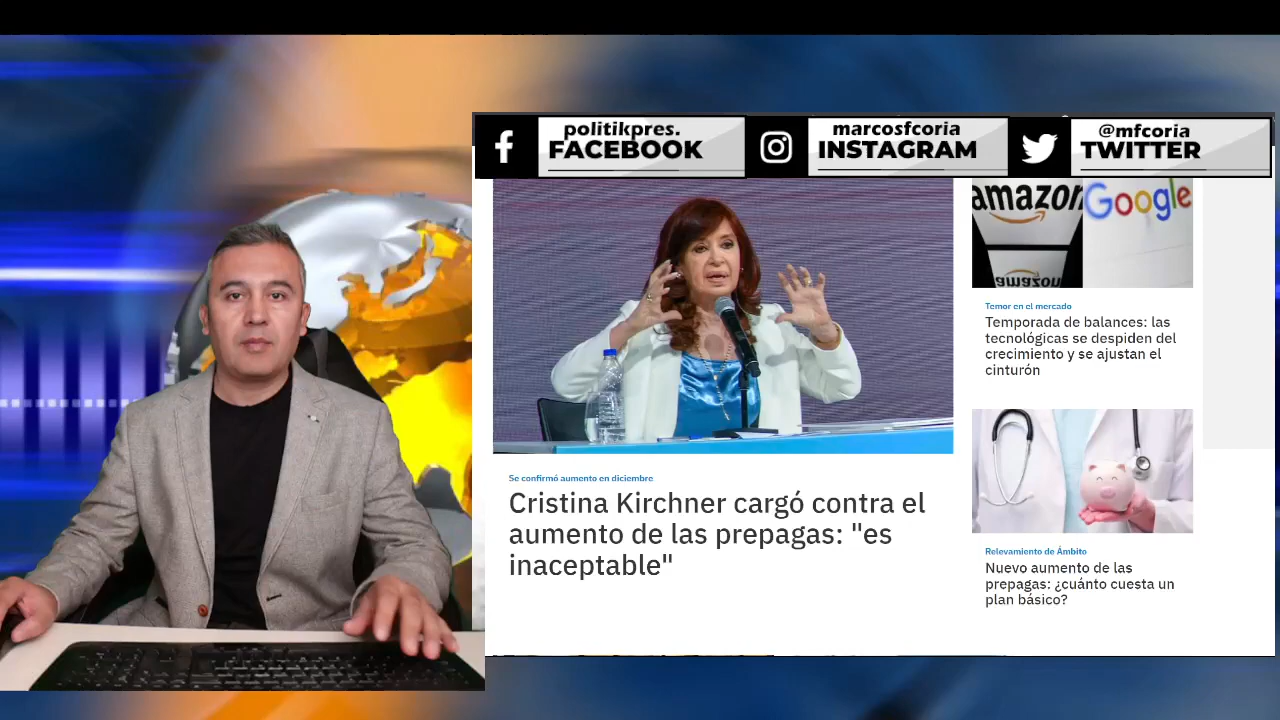 politikpres.
FACEBOOK
marcosfcoria
INSTAGRAM
@mfcoria
TWITTER
amazon
Google
amazon
Temor en el mercado
Temporada de balances: las
tecnológicas se despiden del
crecimiento y se ajustan el
cinturón
Se confirmó aumento en diciembre
Cristina Kirchner cargó contra el
aumento de las prepagas: "es
inaceptable"
Relevamiento de Ámbito
Nuevo aumento de las
prepagas: ¿cuánto cuesta un
plan básico?